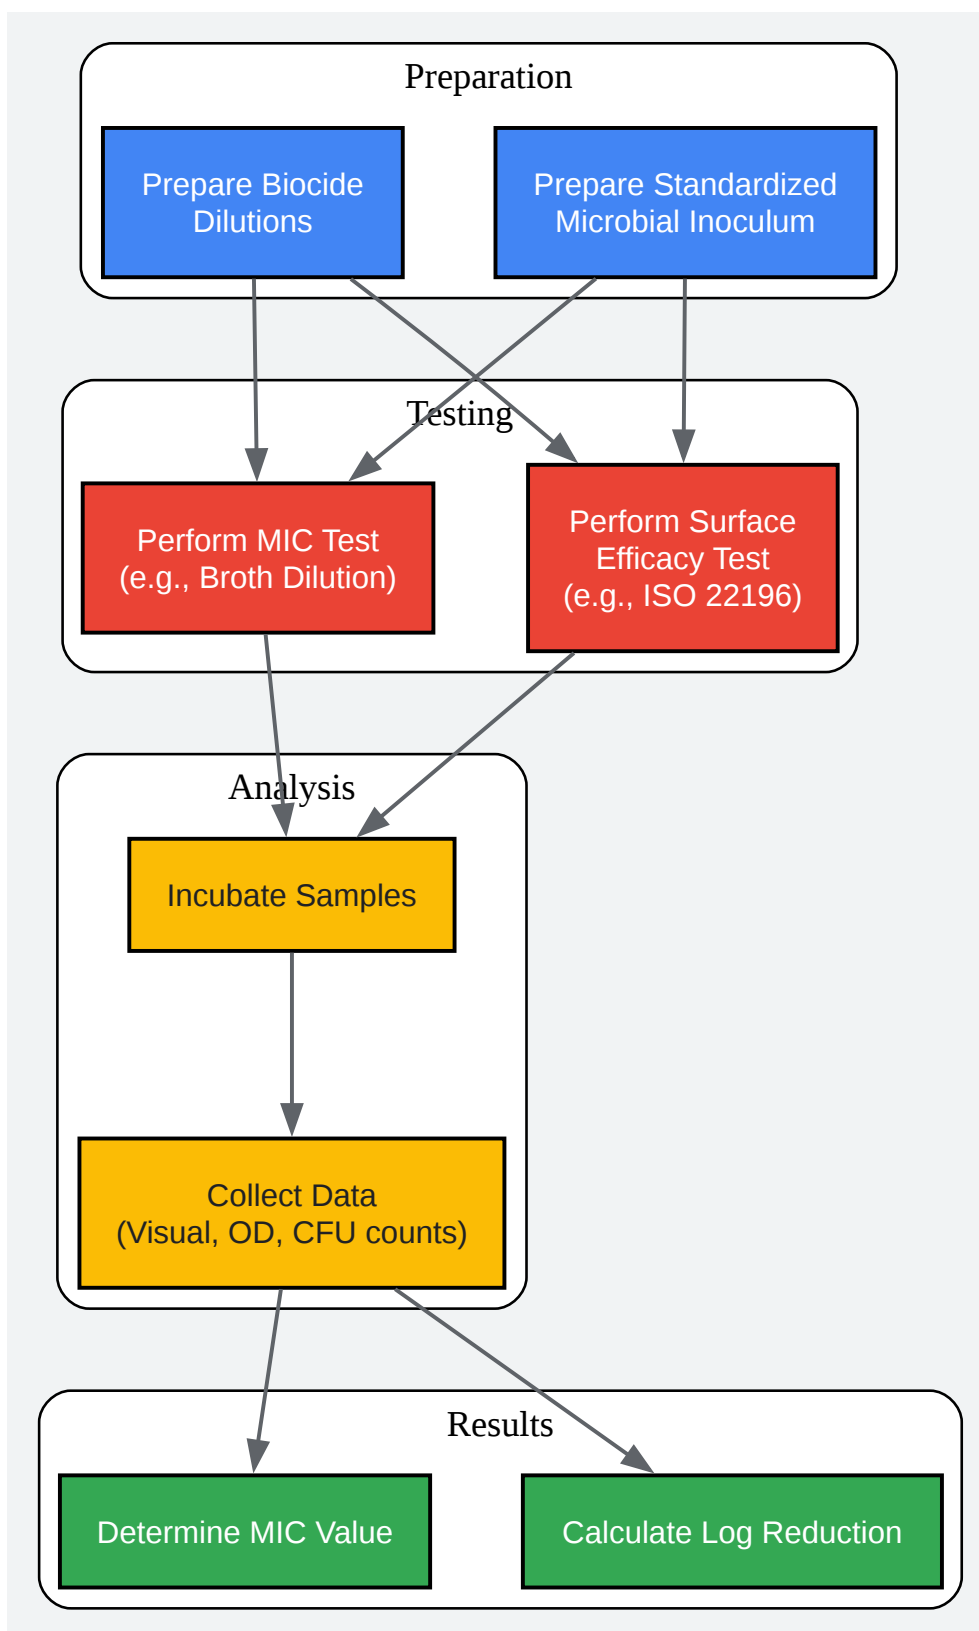 Preparation
Prepare Biocide
Dilutions
Prepare Standardized
Microbial Inoculum
Testing
Perform MIC Test
(e.g., Broth Dilution)
Perform Surface
Efficacy Test
(e.g., ISO 22196)
Analysis
Incubate Samples
Collect Data
(Visual, OD, CFU counts)
Results
Determine MIC Value
Calculate Log Reduction